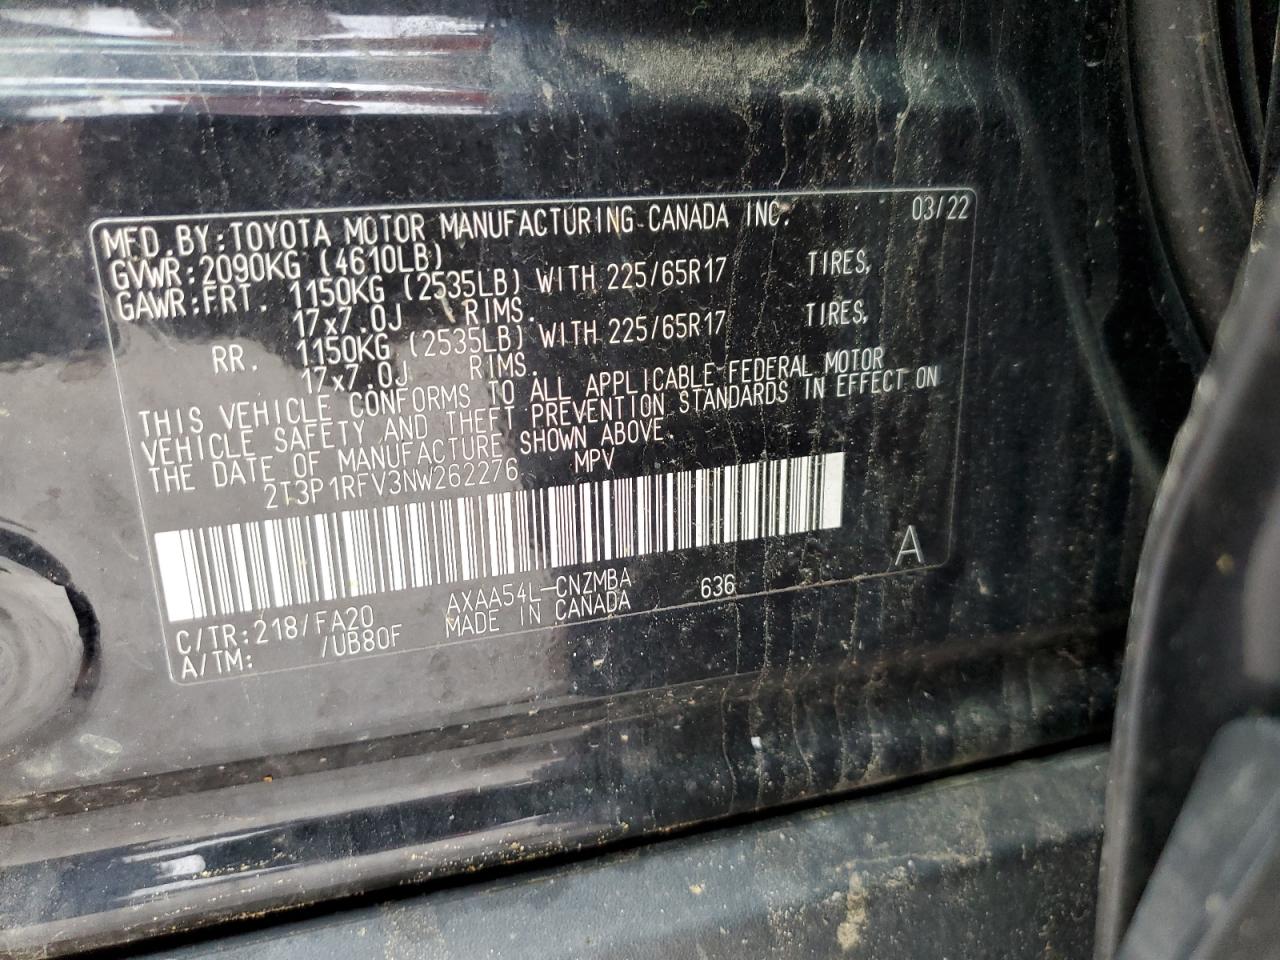 MFD.BY:TOYOTA MOTOR MANUFACTURING CANADA INC. 03/22
GVWR:2090KG (4610LB)
GAWR:FRT. 1150KG (2535LB) WITH 225/65R17 TIRES,
17x7.0J RIMS.
RR. 1150KG (2535LB) WITH 225/65R17 TIRES,
17x7.0J RIMS.
THIS VEHICLE CONFORMS TO ALL APPLICABLE FEDERAL MOTOR
VEHICLE SAFETY AND THEFT PREVENTION STANDARDS IN EFFECT ON
THE DATE OF MANUFACTURE SHOWN ABOVE.
2T3P1RFV3NW262276 MPV
A
AXAA54L-CNZMBA 636
C/TR:218/FA20 MADE IN CANADA
A/TM: /UB80F